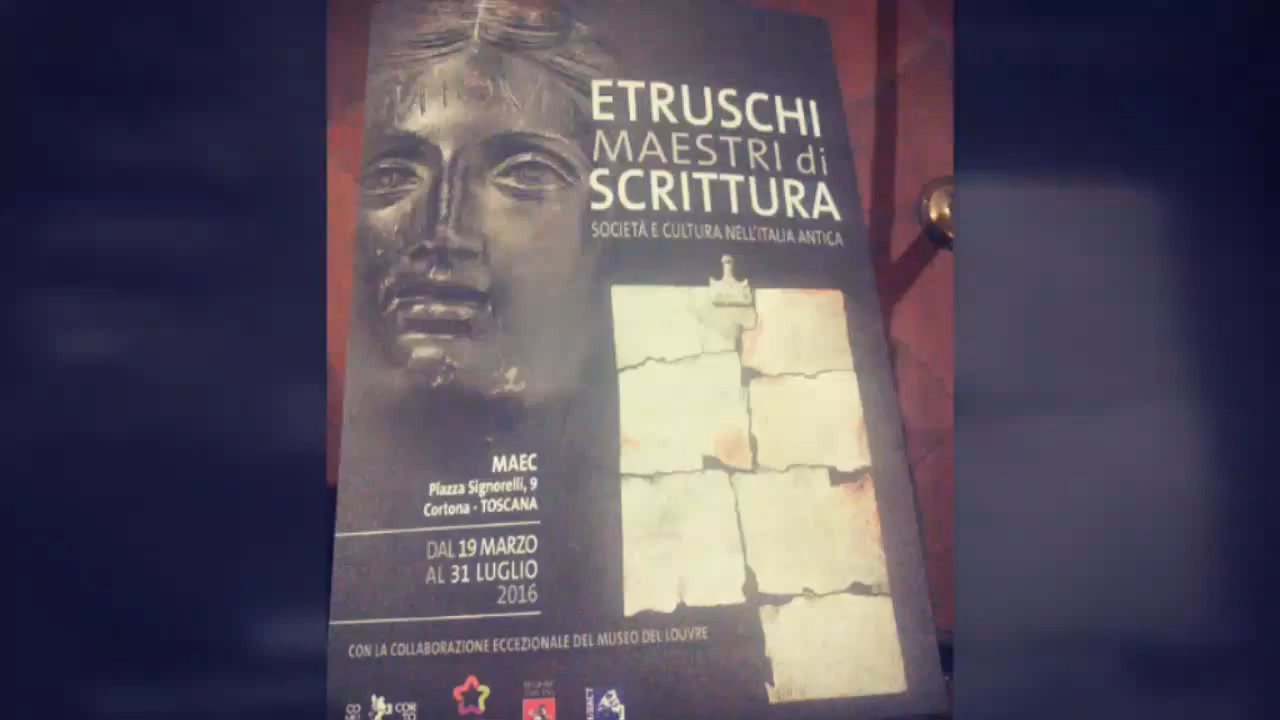 ETRUSCHI
MAESTRI di
SCRITTURA
SOCIETÀ E CULTURA NELL'ITALIA ANTICA
MAEC
Piazza Signorelli, 9
Cortona - TOSCANA
DAL 19 MARZO
AL 31 LUGLIO
2016
CON LA COLLABORAZIONE ECCEZIONALE DEL MUSEO DEL LOUVRE